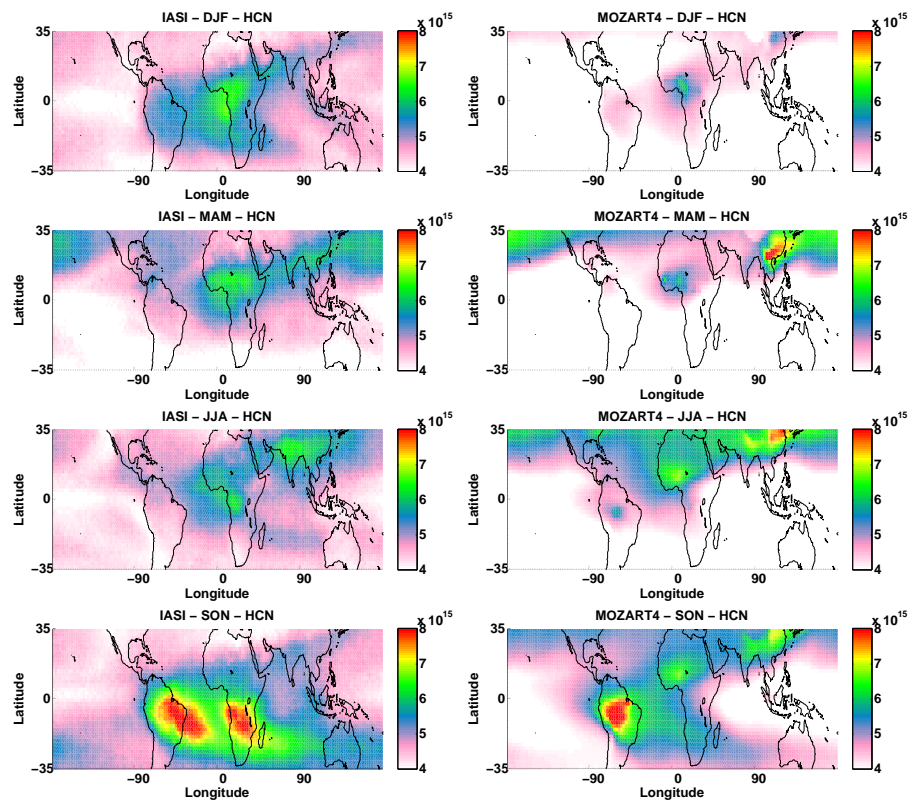 IASI – DJF – HCN
x 10^15
35
0
−35
Latitude
−90
0
90
Longitude
8
7
6
5
4
MOZART4 – DJF – HCN
x 10^15
35
0
−35
Latitude
−90
0
90
Longitude
8
7
6
5
4
IASI – MAM – HCN
x 10^15
35
0
−35
Latitude
−90
0
90
Longitude
8
7
6
5
4
MOZART4 – MAM – HCN
x 10^15
35
0
−35
Latitude
−90
0
90
Longitude
8
7
6
5
4
IASI – JJA – HCN
x 10^15
35
0
−35
Latitude
−90
0
90
Longitude
8
7
6
5
4
MOZART4 – JJA – HCN
x 10^15
35
0
−35
Latitude
−90
0
90
Longitude
8
7
6
5
4
IASI – SON – HCN
x 10^15
35
0
−35
Latitude
−90
0
90
Longitude
8
7
6
5
4
MOZART4 – SON – HCN
x 10^15
35
0
−35
Latitude
−90
0
90
Longitude
8
7
6
5
4